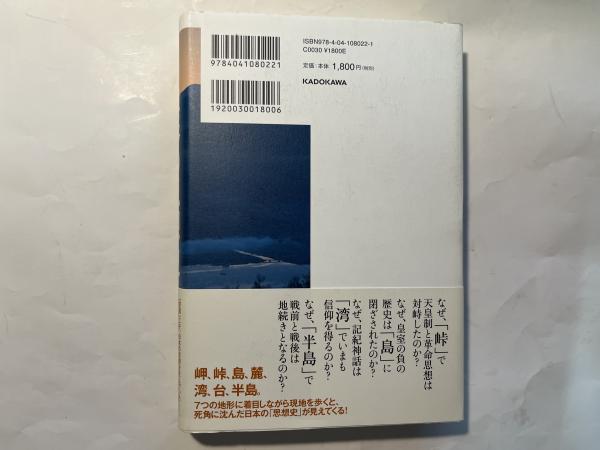 ISBN978-4-04-108022-1
C0030 ¥1800E
定価:本体1,800円(税別)
KADOKAWA
9784041080221
1920030018006
なぜ、「峠」で
天皇制と革命思想は
対峙したのか?
なぜ、皇室の負の
歴史は「島」に
閉ざされたのか?
なぜ、記紀神話は
「湾」でいまも
信仰を得るのか?
なぜ、「半島」で
戦前と戦後は
地続きとなるのか?
岬、峠、島、麓、
湾、台、半島。
7つの地形に着目しながら現地を歩くと、
死角に沈んだ日本の「思想史」が見えてくる!